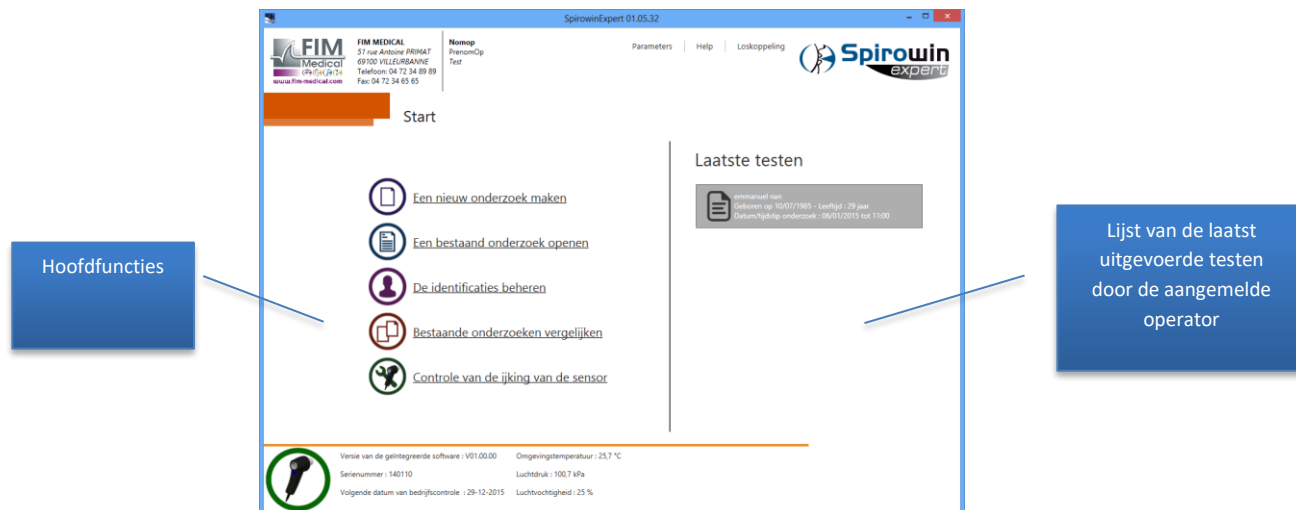 SpirowinExpert 01.05.32
FIM
Medical
www.fim-medical.com
FIM MEDICAL
51 rue Antoine PRIMAT
69100 VILLEURBANNE
Telefoon: 04 72 34 89 89
Fax: 04 72 34 65 65
Nomop
PrenomOp
Test
Parameters
Help
Loskoppeling
Spirowin
expert
Start
Hoofdfuncties
Een nieuw onderzoek maken
Een bestaand onderzoek openen
De identificaties beheren
Bestaande onderzoeken vergelijken
Controle van de ijking van de sensor
Laatste testen
emmanuel nan
Geboren op 10/07/1985 - Leeftijd : 29 jaar
Datum/tijdstip onderzoek : 06/01/2015 tot 11:00
Lijst van de laatst
uitgevoerde testen
door de aangemelde
operator
Versie van de geïntegreerde software : V01.00.00
Serienummer : 140110
Volgende datum van bedrijfscontrole : 29-12-2015
Omgevingstemperatuur : 25,7 °C
Luchtdruk : 100,7 kPa
Luchtvochtigheid : 25 %